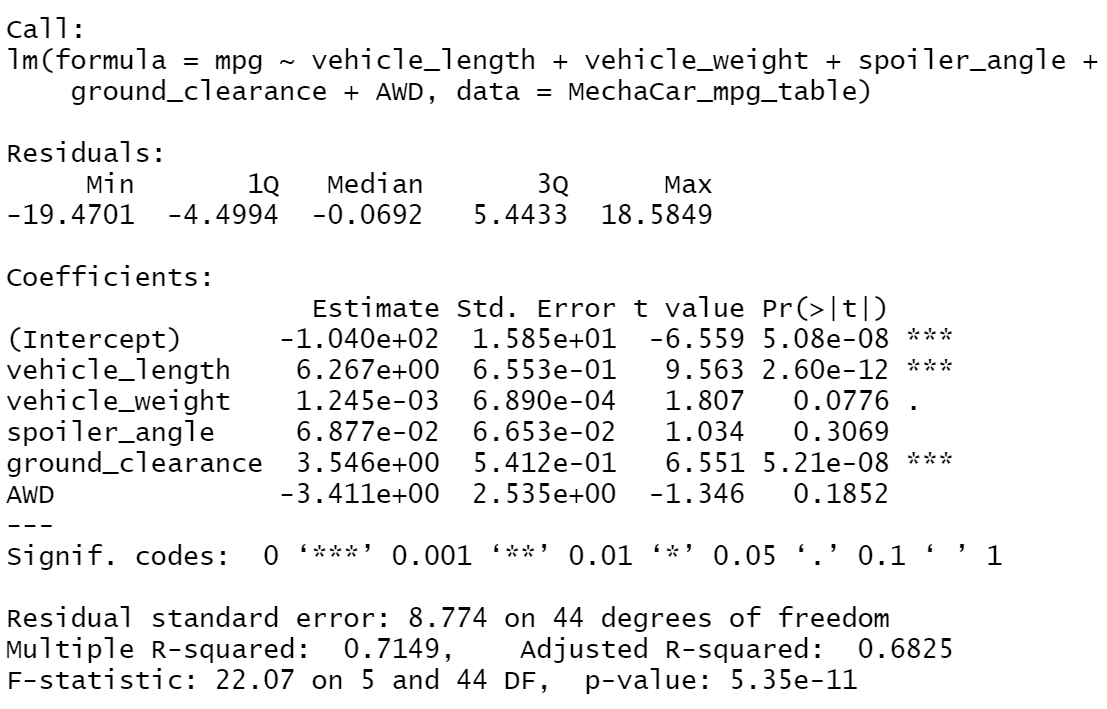 Call:
lm(formula = mpg ~ vehicle_length + vehicle_weight + spoiler_angle +
    ground_clearance + AWD, data = MechaCar_mpg_table)

Residuals:
     Min       1Q   Median       3Q      Max
-19.4701  -4.4994  -0.0692   5.4433  18.5849

Coefficients:
                   Estimate Std. Error t value Pr(>|t|)
(Intercept)      -1.040e+02  1.585e+01  -6.559 5.08e-08 ***
vehicle_length    6.267e+00  6.553e-01   9.563 2.60e-12 ***
vehicle_weight    1.245e-03  6.890e-04   1.807   0.0776 .
spoiler_angle     6.877e-02  6.653e-02   1.034   0.3069
ground_clearance  3.546e+00  5.412e-01   6.551 5.21e-08 ***
AWD              -3.411e+00  2.535e+00  -1.346   0.1852
---
Signif. codes:  0 ‘***’ 0.001 ‘**’ 0.01 ‘*’ 0.05 ‘.’ 0.1 ‘ ’ 1

Residual standard error: 8.774 on 44 degrees of freedom
Multiple R-squared:  0.7149,    Adjusted R-squared:  0.6825
F-statistic: 22.07 on 5 and 44 DF,  p-value: 5.35e-11